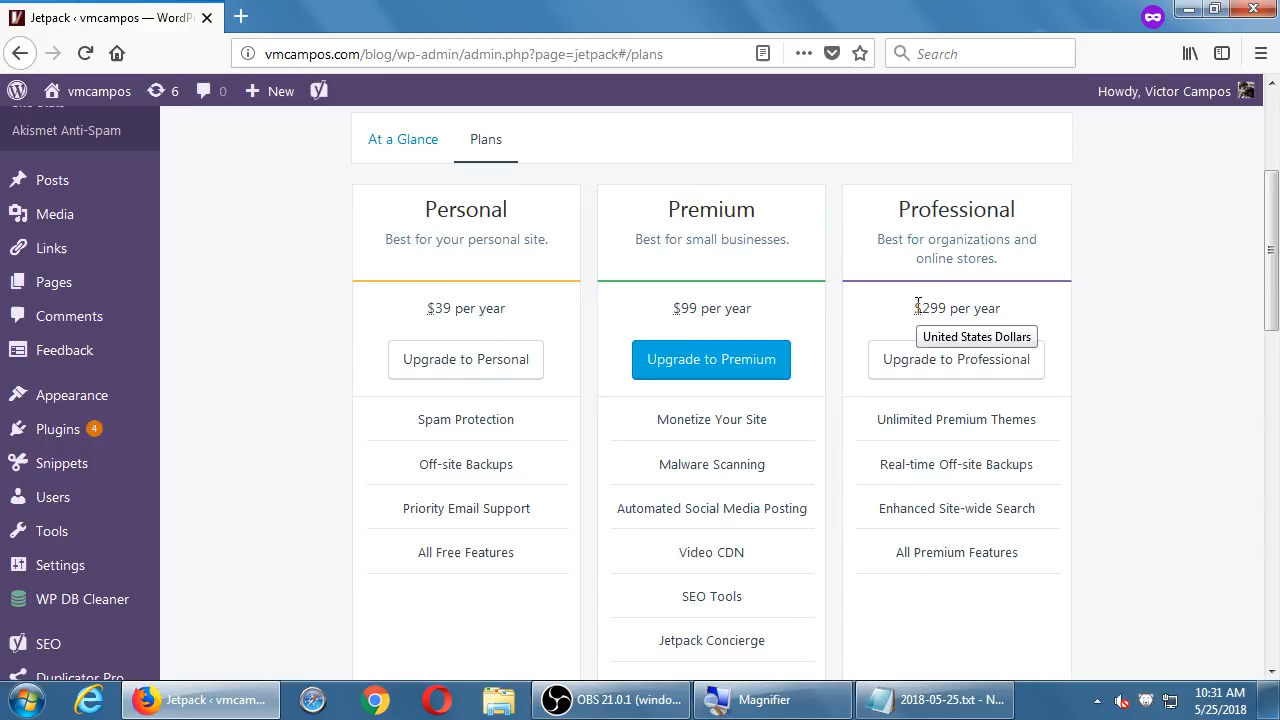 Jetpack ‹ vmcampos — WordPr
vmcampos.com/blog/wp-admin/admin.php?page=jetpack#/plans
Search
vmcampos
6
0
New
Howdy, Victor Campos
Site Stats
Akismet Anti-Spam
Posts
Media
Links
Pages
Comments
Feedback
Appearance
Plugins 4
Snippets
Users
Tools
Settings
WP DB Cleaner
SEO
Duplicator Pro
At a Glance
Plans
Personal
Best for your personal site.
$39 per year
Upgrade to Personal
Spam Protection
Off-site Backups
Priority Email Support
All Free Features
Premium
Best for small businesses.
$99 per year
Upgrade to Premium
Monetize Your Site
Malware Scanning
Automated Social Media Posting
Video CDN
SEO Tools
Jetpack Concierge
Professional
Best for organizations and
online stores.
$299 per year
United States Dollars
Upgrade to Professional
Unlimited Premium Themes
Real-time Off-site Backups
Enhanced Site-wide Search
All Premium Features
Jetpack ‹ vmcam...
OBS 21.0.1 (windo...
Magnifier
2018-05-25.txt - N...
10:31 AM
5/25/2018